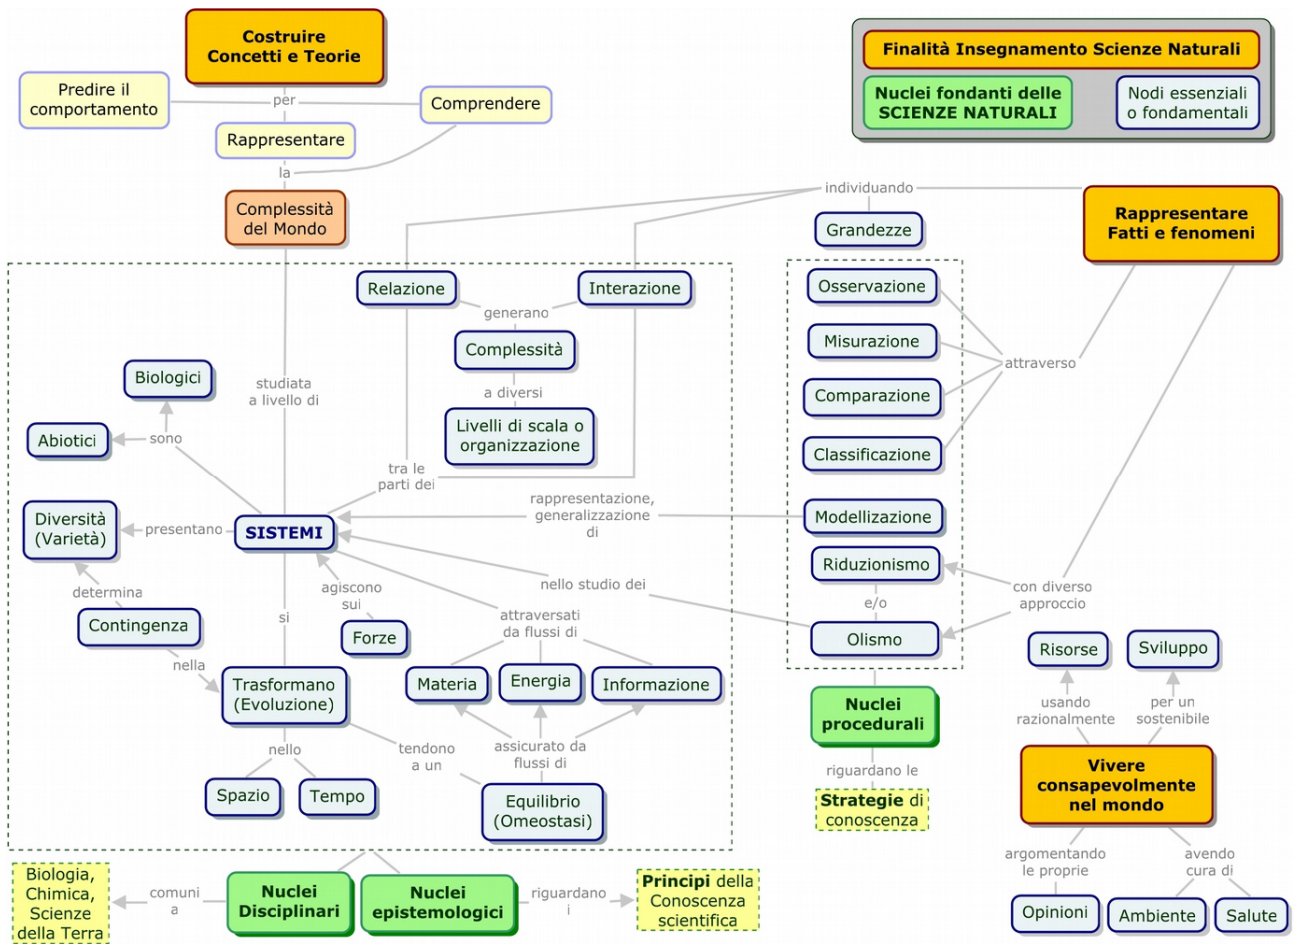 Costruire
Concetti e Teorie
Finalità Insegnamento Scienze Naturali
Nuclei fondanti delle
SCIENZE NATURALI
Nodi essenziali
o fondamentali
Predire il
comportamento
per
Comprendere
Rappresentare
la
Complessità
del Mondo
individuando
Grandezze
Rappresentare
Fatti e fenomeni
Relazione
Interazione
generano
Complessità
a diversi
Livelli di scala o
organizzazione
Osservazione
Misurazione
Comparazione
Classificazione
attraverso
studiata
a livello di
Biologici
Abiotici
sono
tra le
parti dei
Diversità
(Varietà)
presentano
SISTEMI
rappresentazione,
generalizzazione
di
Modellizzazione
Riduzionismo
e/o
Olismo
con diverso
approccio
nello studio dei
determina
Contingenza
nella
si
agiscono
sui
Forze
attraversati
da flussi di
Trasformano
(Evoluzione)
Materia
Energia
Informazione
nello
Spazio
Tempo
tendono
a un
assicurato da
flussi di
Equilibrio
(Omeostasi)
Nuclei
procedurali
riguardano le
Strategie di
conoscenza
Risorse
Sviluppo
usando
razionalmente
per un
sostenibile
Vivere
consapevolmente
nel mondo
argomentando
le proprie
avendo
cura di
Opinioni
Ambiente
Salute
Biologia,
Chimica,
Scienze
della Terra
comuni
a
Nuclei
Disciplinari
Nuclei
epistemologici
riguardano
i
Principi della
Conoscenza
scientifica